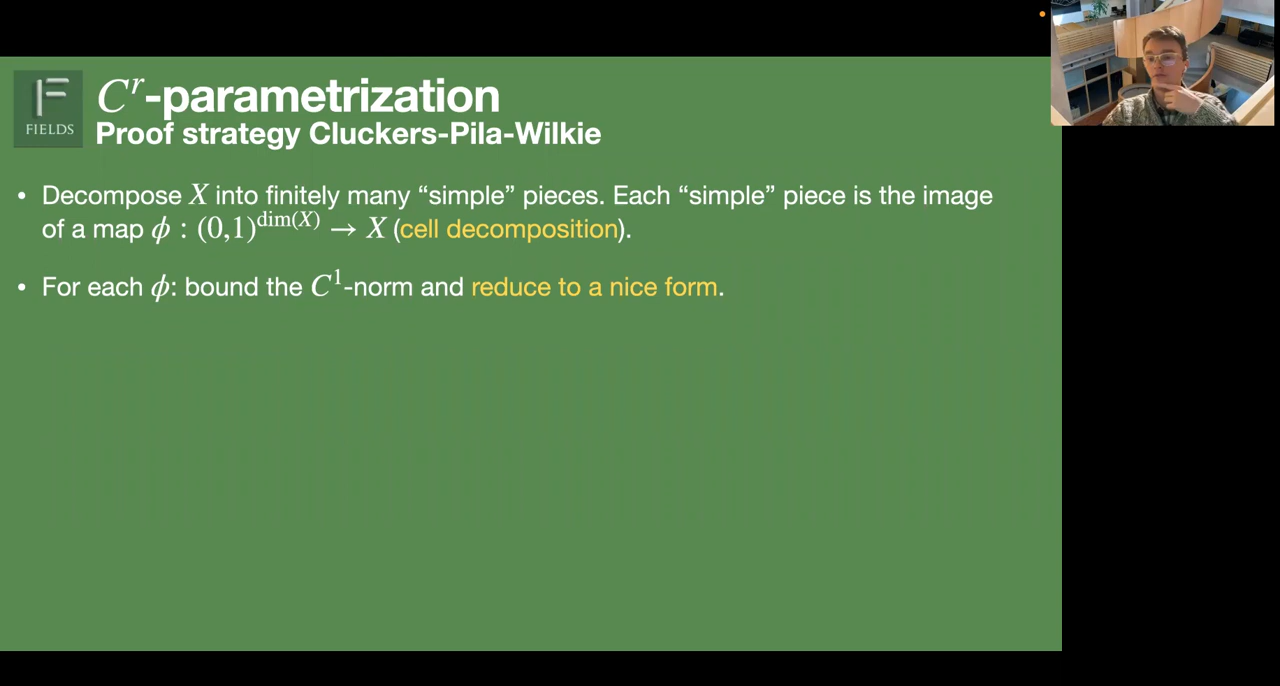 FIELDS
C^r-parametrization
Proof strategy Cluckers-Pila-Wilkie
• Decompose X into finitely many “simple” pieces. Each “simple” piece is the image
of a map ϕ : (0,1)^dim(X) → X (cell decomposition).
• For each ϕ: bound the C^1-norm and reduce to a nice form.